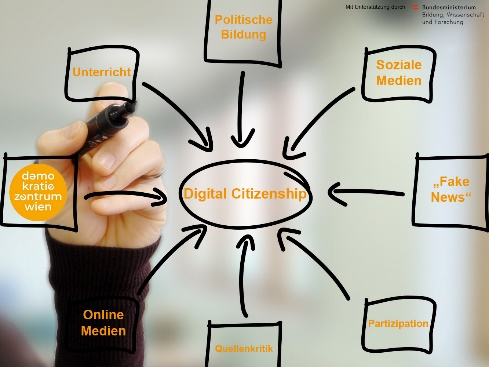 Mit Unterstützung durch
Bundesministerium
Bildung, Wissenschaft
und Forschung
Politische
Bildung
Unterricht
Soziale
Medien
demo
kratie
zentrum
wien
Digital Citizenship
„Fake
News“
Online
Medien
Quellenkritik
Partizipation